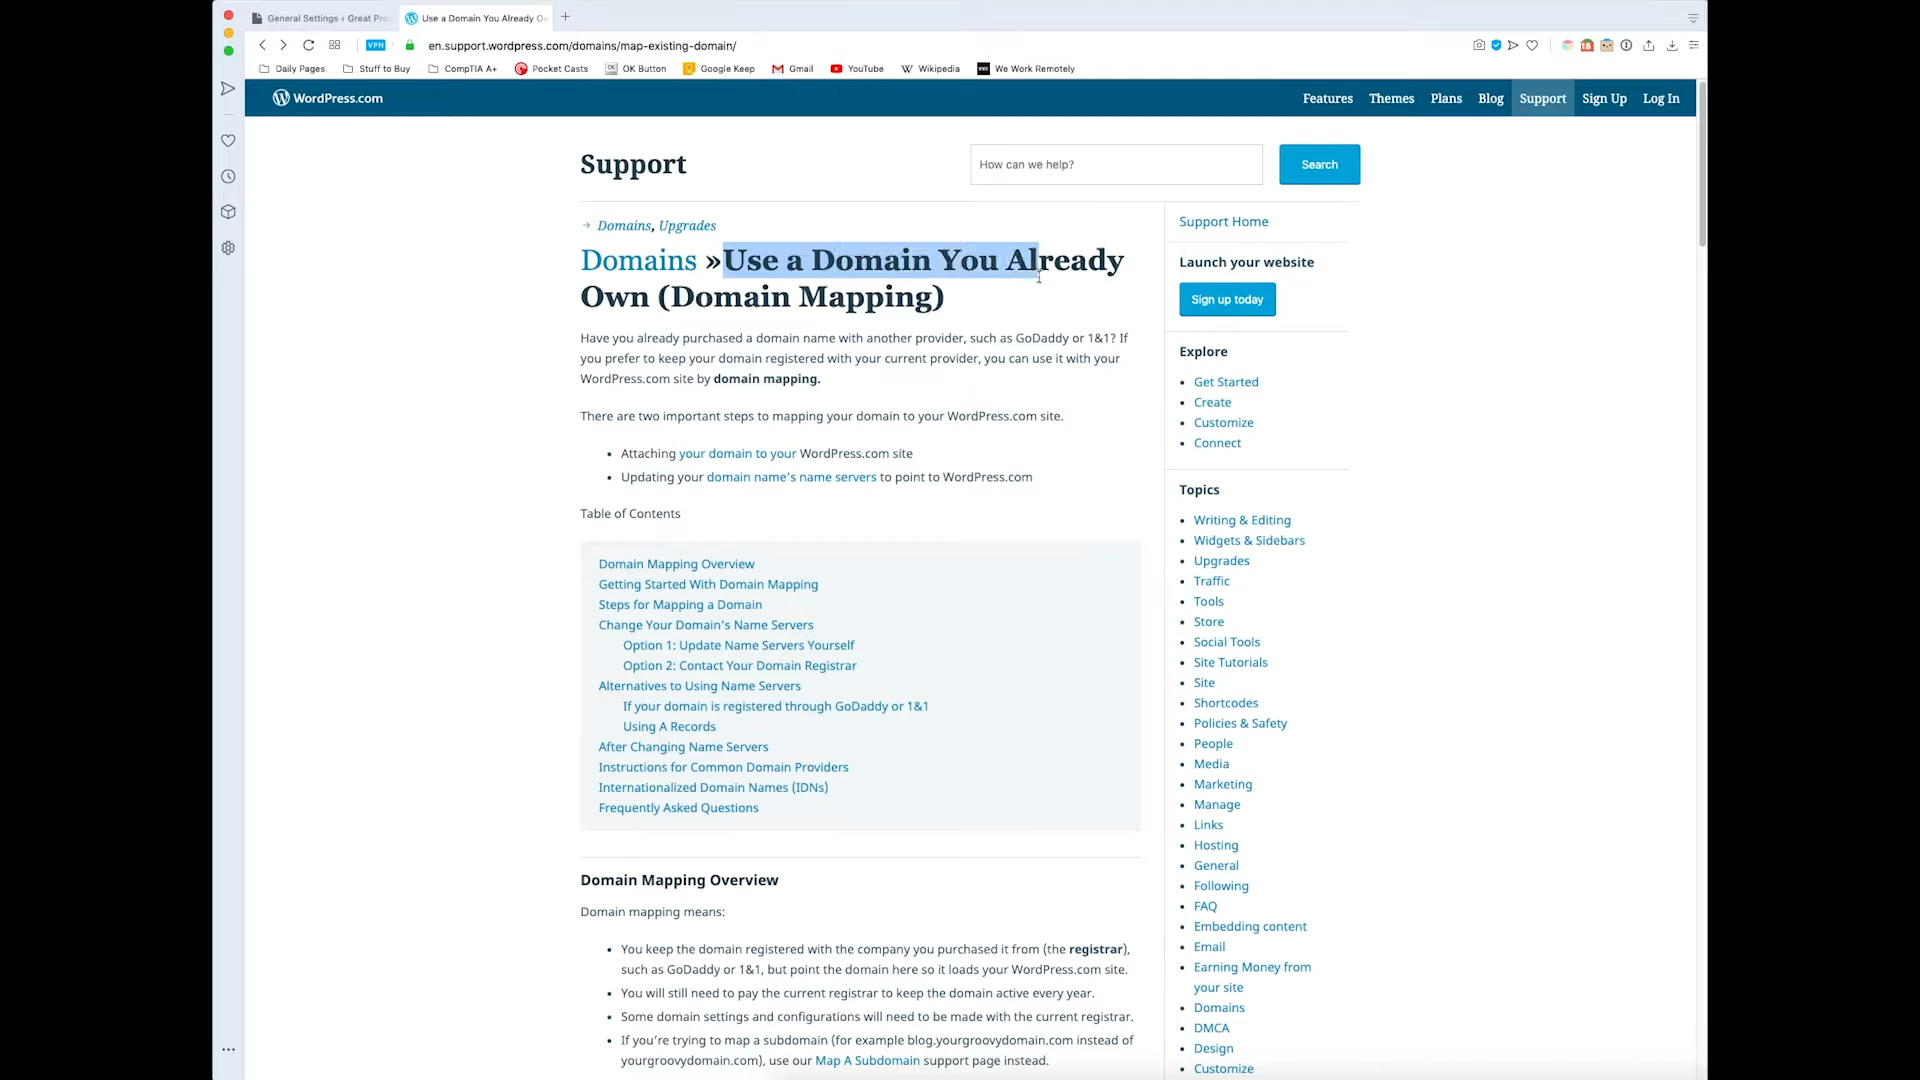 General Settings ‹ Great Pro
Use a Domain You Already O
VPN
en.support.wordpress.com/domains/map-existing-domain/
18
Daily Pages
Stuff to Buy
CompTIA A+
Pocket Casts
OK Button
Google Keep
Gmail
YouTube
Wikipedia
We Work Remotely
WordPress.com
Features
Themes
Plans
Blog
Support
Sign Up
Log In
Support
How can we help?
Search
Domains, Upgrades
Domains »Use a Domain You Already
Own (Domain Mapping)
Have you already purchased a domain name with another provider, such as GoDaddy or 1&1? If
you prefer to keep your domain registered with your current provider, you can use it with your
WordPress.com site by domain mapping.
There are two important steps to mapping your domain to your WordPress.com site.
• Attaching your domain to your WordPress.com site
• Updating your domain name's name servers to point to WordPress.com
Table of Contents
Domain Mapping Overview
Getting Started With Domain Mapping
Steps for Mapping a Domain
Change Your Domain's Name Servers
Option 1: Update Name Servers Yourself
Option 2: Contact Your Domain Registrar
Alternatives to Using Name Servers
If your domain is registered through GoDaddy or 1&1
Using A Records
After Changing Name Servers
Instructions for Common Domain Providers
Internationalized Domain Names (IDNs)
Frequently Asked Questions
Domain Mapping Overview
Domain mapping means:
• You keep the domain registered with the company you purchased it from (the registrar),
such as GoDaddy or 1&1, but point the domain here so it loads your WordPress.com site.
• You will still need to pay the current registrar to keep the domain active every year.
• Some domain settings and configurations will need to be made with the current registrar.
• If you're trying to map a subdomain (for example blog.yourgroovydomain.com instead of
yourgroovydomain.com), use our Map A Subdomain support page instead.
Support Home
Launch your website
Sign up today
Explore
• Get Started
• Create
• Customize
• Connect
Topics
• Writing & Editing
• Widgets & Sidebars
• Upgrades
• Traffic
• Tools
• Store
• Social Tools
• Site Tutorials
• Site
• Shortcodes
• Policies & Safety
• People
• Media
• Marketing
• Manage
• Links
• Hosting
• General
• Following
• FAQ
• Embedding content
• Email
• Earning Money from
your site
• Domains
• DMCA
• Design
• Customize